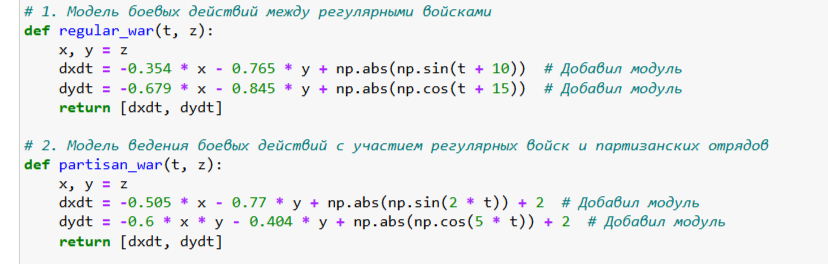 # 1. Модель боевых действий между регулярными войсками
def regular_war(t, z):
    x, y = z
    dxdt = -0.354 * x - 0.765 * y + np.abs(np.sin(t + 10))  # Добавил модуль
    dydt = -0.679 * x - 0.845 * y + np.abs(np.cos(t + 15))  # Добавил модуль
    return [dxdt, dydt]

# 2. Модель ведения боевых действий с участием регулярных войск и партизанских отрядов
def partisan_war(t, z):
    x, y = z
    dxdt = -0.505 * x - 0.77 * y + np.abs(np.sin(2 * t)) + 2  # Добавил модуль
    dydt = -0.6 * x * y - 0.404 * y + np.abs(np.cos(5 * t)) + 2  # Добавил модуль
    return [dxdt, dydt]